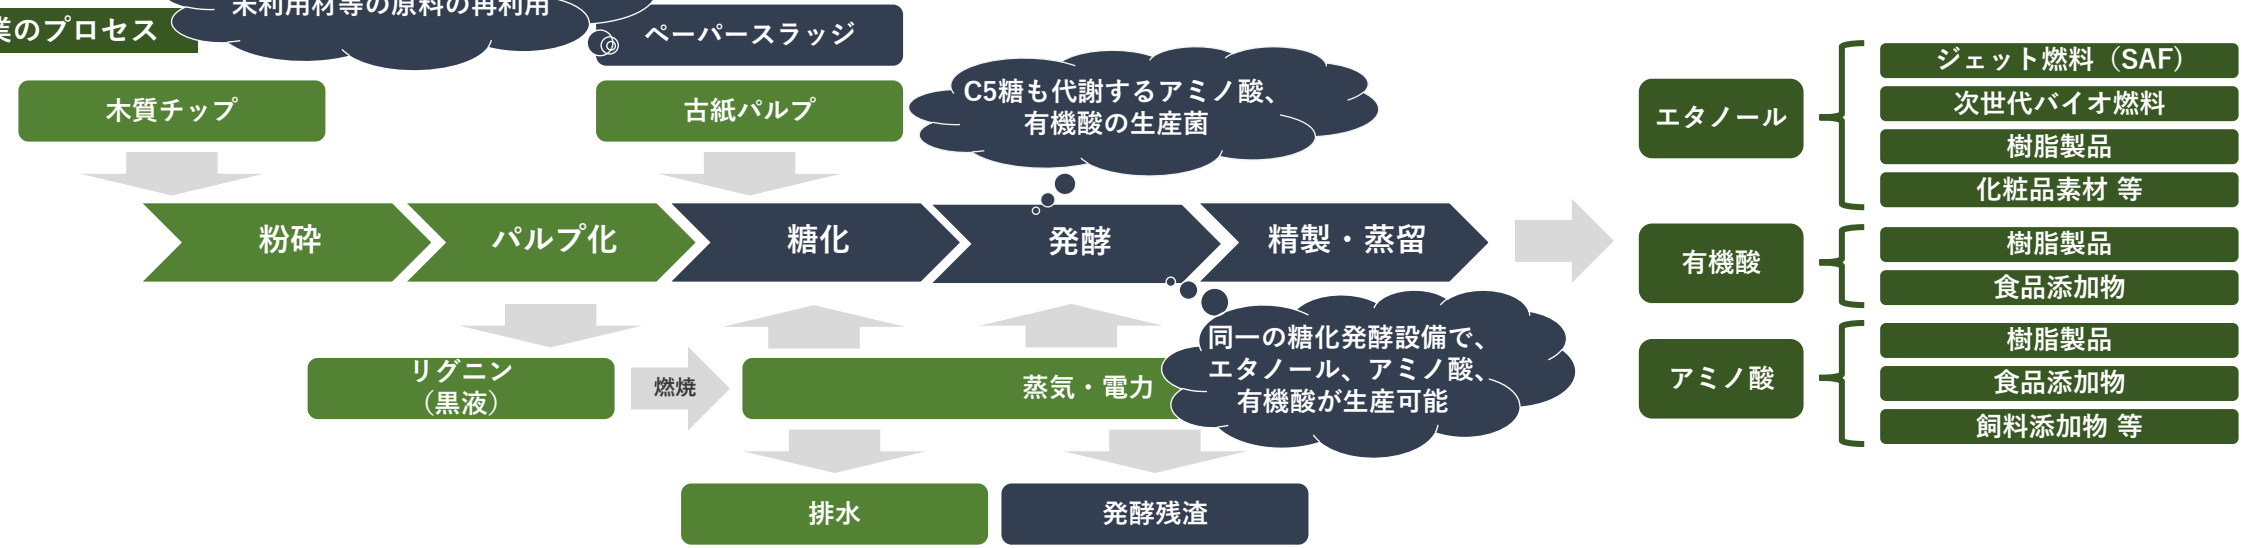 業のプロセス
未利用材等の原料の再利用
ペーパースラッジ
木質チップ
古紙パルプ
C5糖も代謝するアミノ酸、
有機酸の生産菌
粉砕
パルプ化
糖化
発酵
精製・蒸留
リグニン
（黒液）
燃焼
蒸気・電力
同一の糖化発酵設備で、
エタノール、アミノ酸、
有機酸が生産可能
排水
発酵残渣
エタノール
ジェット燃料（SAF）
次世代バイオ燃料
樹脂製品
化粧品素材 等
有機酸
樹脂製品
食品添加物
アミノ酸
樹脂製品
食品添加物
飼料添加物 等